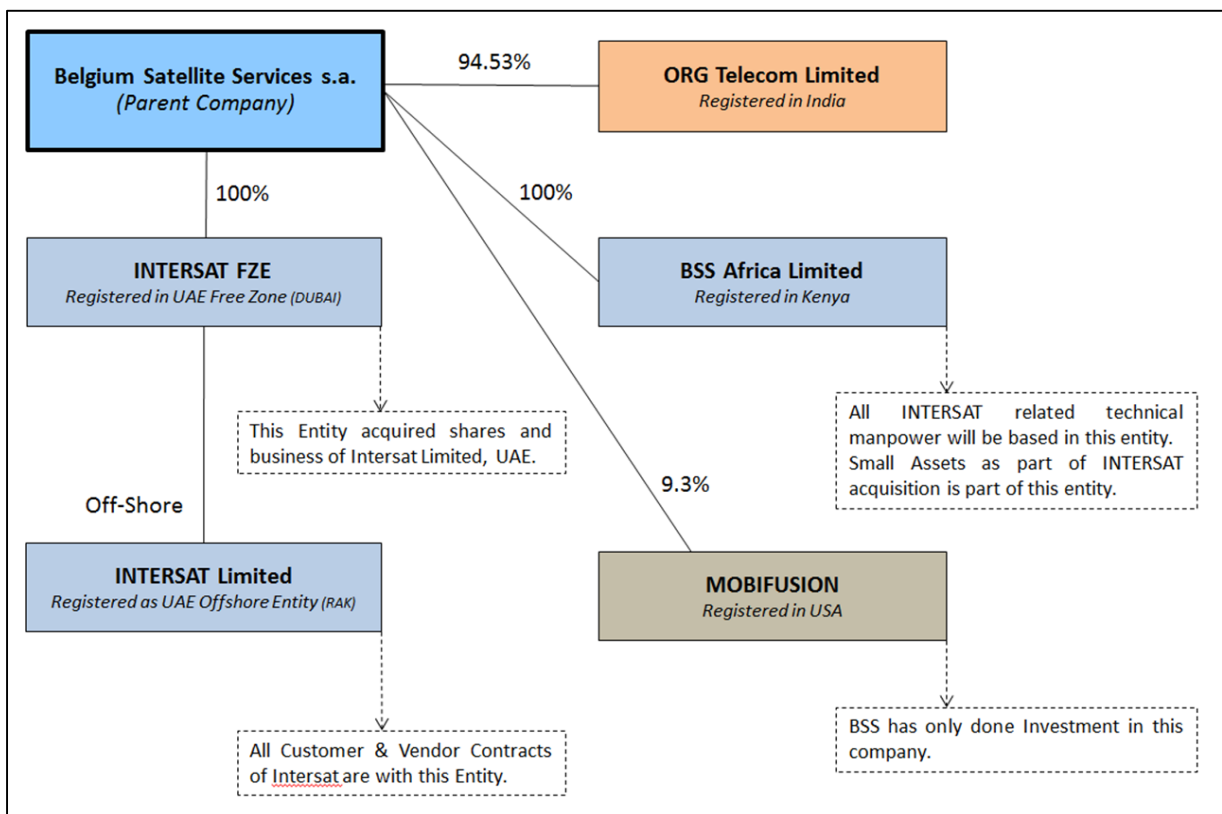 Belgium Satellite Services s.a.
(Parent Company)
94.53%
ORG Telecom Limited
Registered in India
100%
100%
INTERSAT FZE
Registered in UAE Free Zone (DUBAI)
BSS Africa Limited
Registered in Kenya
This Entity acquired shares and
business of Intersat Limited, UAE.
All INTERSAT related technical
manpower will be based in this entity.
Small Assets as part of INTERSAT
acquisition is part of this entity.
9.3%
Off-Shore
INTERSAT Limited
Registered as UAE Offshore Entity (RAK)
MOBIFUSION
Registered in USA
All Customer & Vendor Contracts
of Intersat are with this Entity.
BSS has only done Investment in this
company.